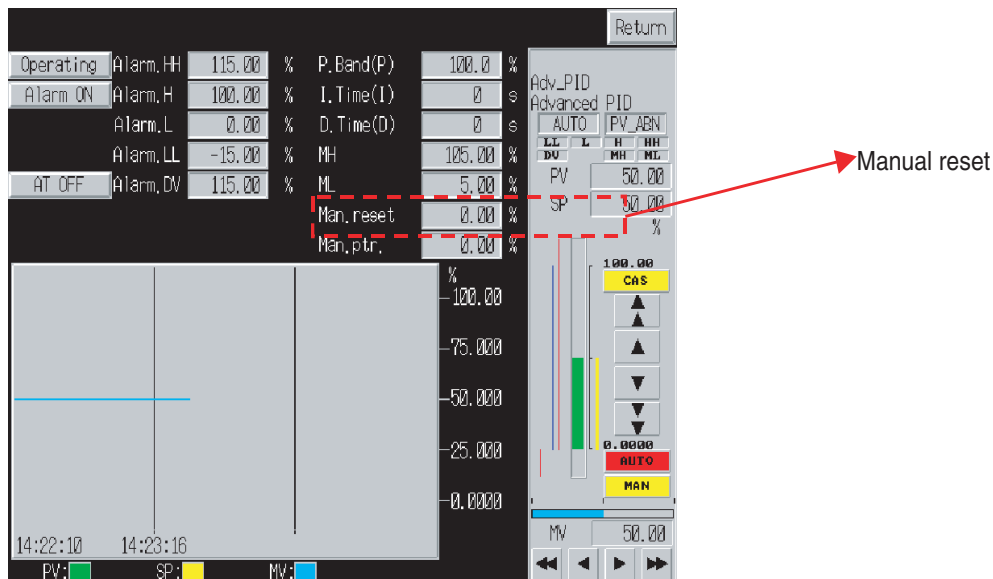 Return
Operating Alarm.HH 115.00 % P.Band(P) 100.0 %
Alarm ON Alarm.H 100.00 % I.Time(I) 0 s
Alarm.L 0.00 % D.Time(D) 0 s
Alarm.LL -15.00 % MH 105.00 %
AT OFF Alarm.DV 115.00 % ML 5.00 %
Man.reset 0.00 %
Man.ptr. 0.00 %
Adv_PID
Advanced PID
AUTO PV_ABN
LL L H HH
DV MH ML
PV 50.00
SP 50.00
%
Manual reset
100.00
CAS
0.0000
AUTO
MAN
MV 50.00
%
100.00
75.000
50.000
25.000
0.0000
14:22:10 14:23:16
PV: SP: MV: